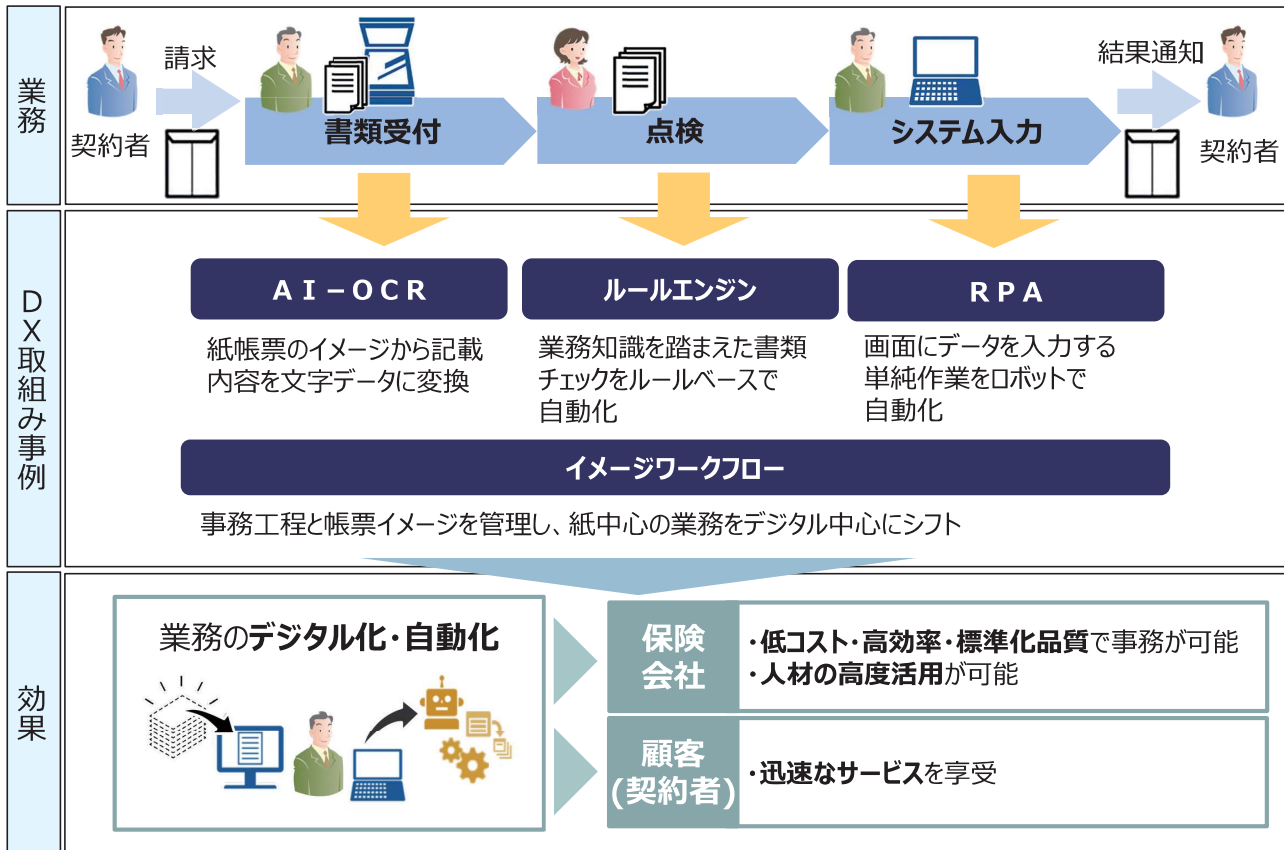 業務
請求
契約者
書類受付
点検
システム入力
結果通知
契約者
DX取組み事例
ＡＩ－ＯＣＲ
紙帳票のイメージから記載
内容を文字データに変換
ルールエンジン
業務知識を踏まえた書類
チェックをルールベースで
自動化
ＲＰＡ
画面にデータを入力する
単純作業をロボットで
自動化
イメージワークフロー
事務工程と帳票イメージを管理し、紙中心の業務をデジタル中心にシフト
効果
業務のデジタル化・自動化
保険
会社
・低コスト・高効率・標準化品質で事務が可能
・人材の高度活用が可能
顧客
(契約者)
・迅速なサービスを享受